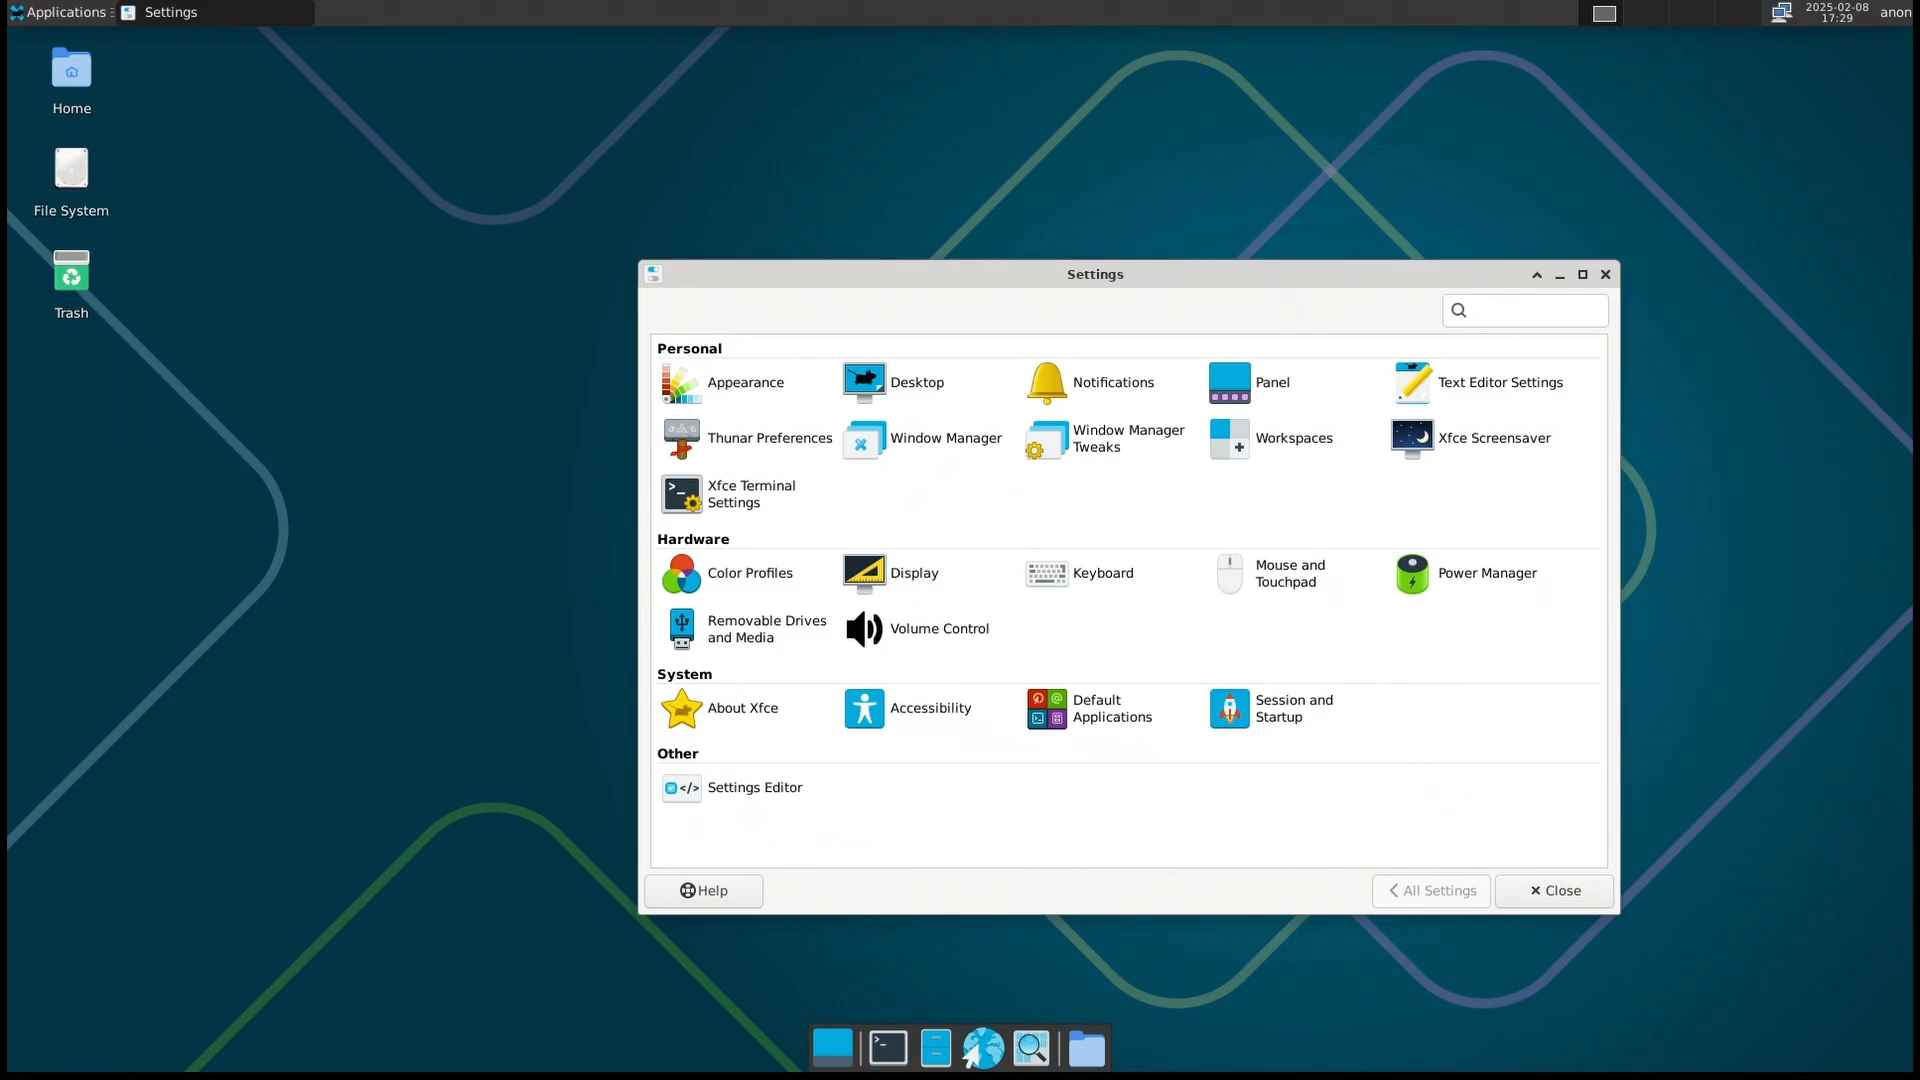 Applications
Settings
2025-02-08
17:29
anon
Home
File System
Trash
Settings
Personal
Appearance
Desktop
Notifications
Panel
Text Editor Settings
Thunar Preferences
Window Manager
Window Manager
Tweaks
Workspaces
Xfce Screensaver
Xfce Terminal
Settings
Hardware
Color Profiles
Display
Keyboard
Mouse and
Touchpad
Power Manager
Removable Drives
and Media
Volume Control
System
About Xfce
Accessibility
Default
Applications
Session and
Startup
Other
Settings Editor
Help
All Settings
Close